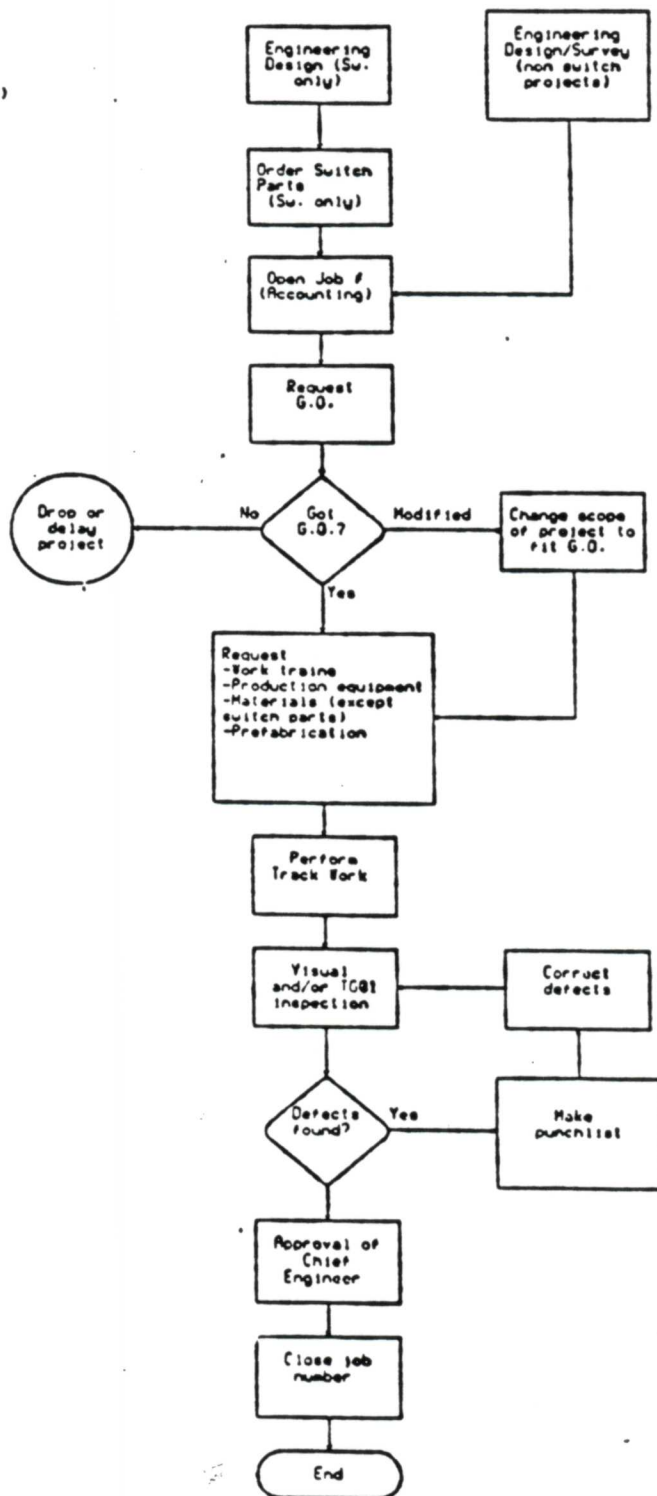 Engineering
Design (Sw.
only)
Engineering
Design/Survey
(non switch
projects)
Order Switch
Parts
(Sw. only)
Open Job #
(Accounting)
Request
G.O.
Drop or
delay
project
No
Got
G.O.?
Modified
Change scope
of project to
fit G.O.
Yes
Request
-Work trains
-Production equipment
-Materials (except
switch parts)
-Prefabrication
Perform
Track Work
Visual
and/or
inspection
Correct
defects
Defects
found?
Yes
Make
punchlist
Approval of
Chief
Engineer
Close job
number
End